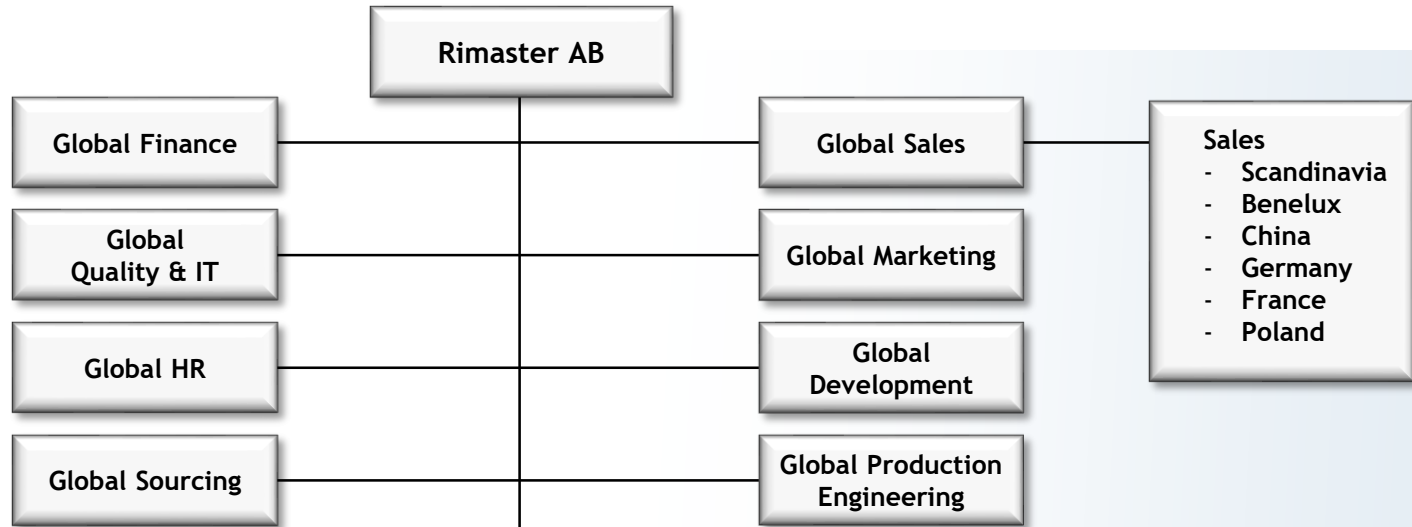 Rimaster AB
Global Finance
Global Sales
Global
Quality & IT
Global Marketing
Global HR
Global
Development
Global Sourcing
Global Production
Engineering
Sales
- Scandinavia
- Benelux
- China
- Germany
- France
- Poland